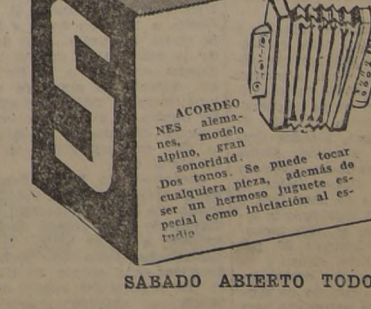 S
ACORDEO
NES alema-
nes, modelo
alpino, gran
sonoridad.
Dos tonos. Se puede tocar
cualquiera pieza, además de
ser un hermoso juguete es-
pecial como iniciación al es-
tudio
SABADO ABIERTO TODO